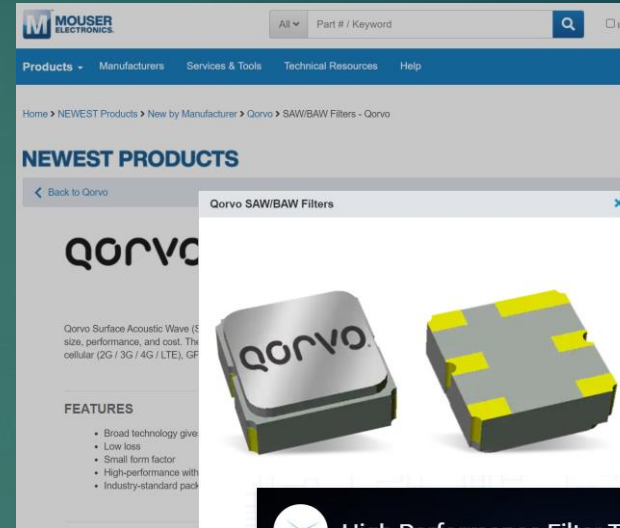 MOUSER
ELECTRONICS.
All Part # / Keyword
Products Manufacturers Services & Tools Technical Resources Help
Home > NEWEST Products > New by Manufacturer > Qorvo > SAW/BAW Filters - Qorvo
NEWEST PRODUCTS
Back to Qorvo
Qorvo SAW/BAW Filters
QORVO
QORVO
Qorvo Surface Acoustic Wave (S
size, performance, and cost. The
cellular (2G / 3G / 4G / LTE), GP
FEATURES
• Broad technology give
• Low loss
• Small form factor
• High-performance with
• Industry-standard pack